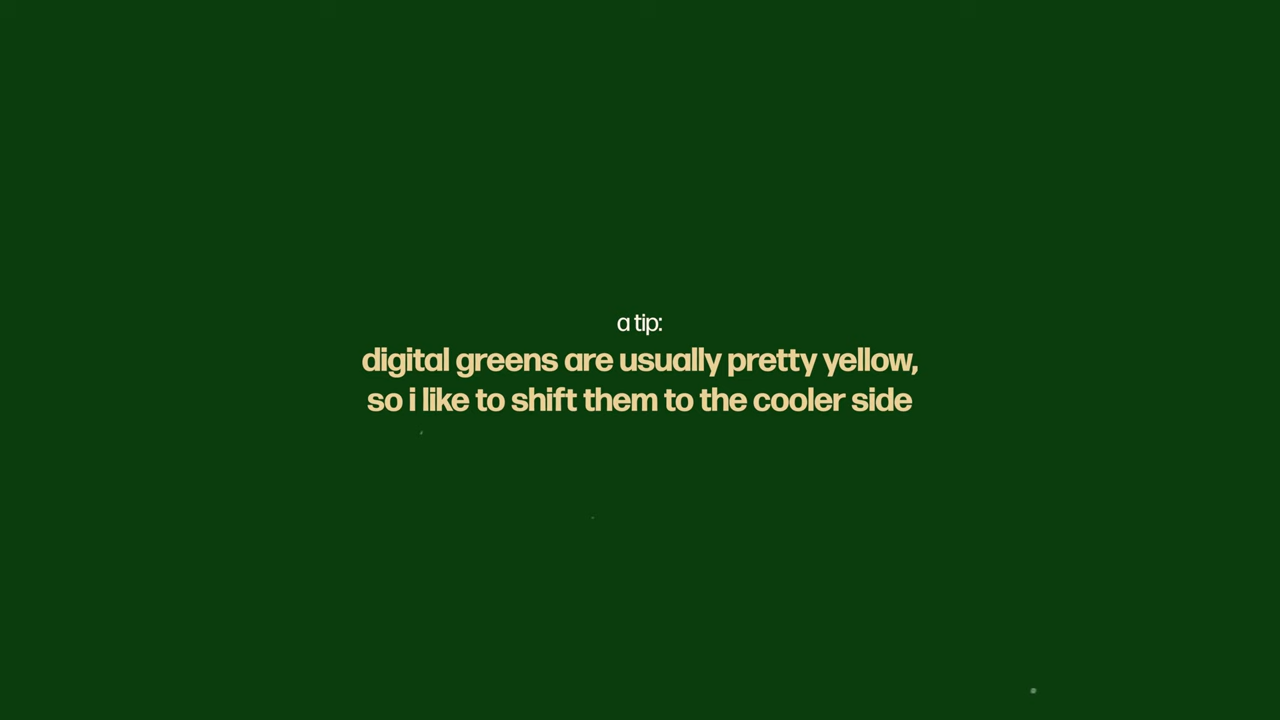 a tip:
digital greens are usually pretty yellow,
so i like to shift them to the cooler side